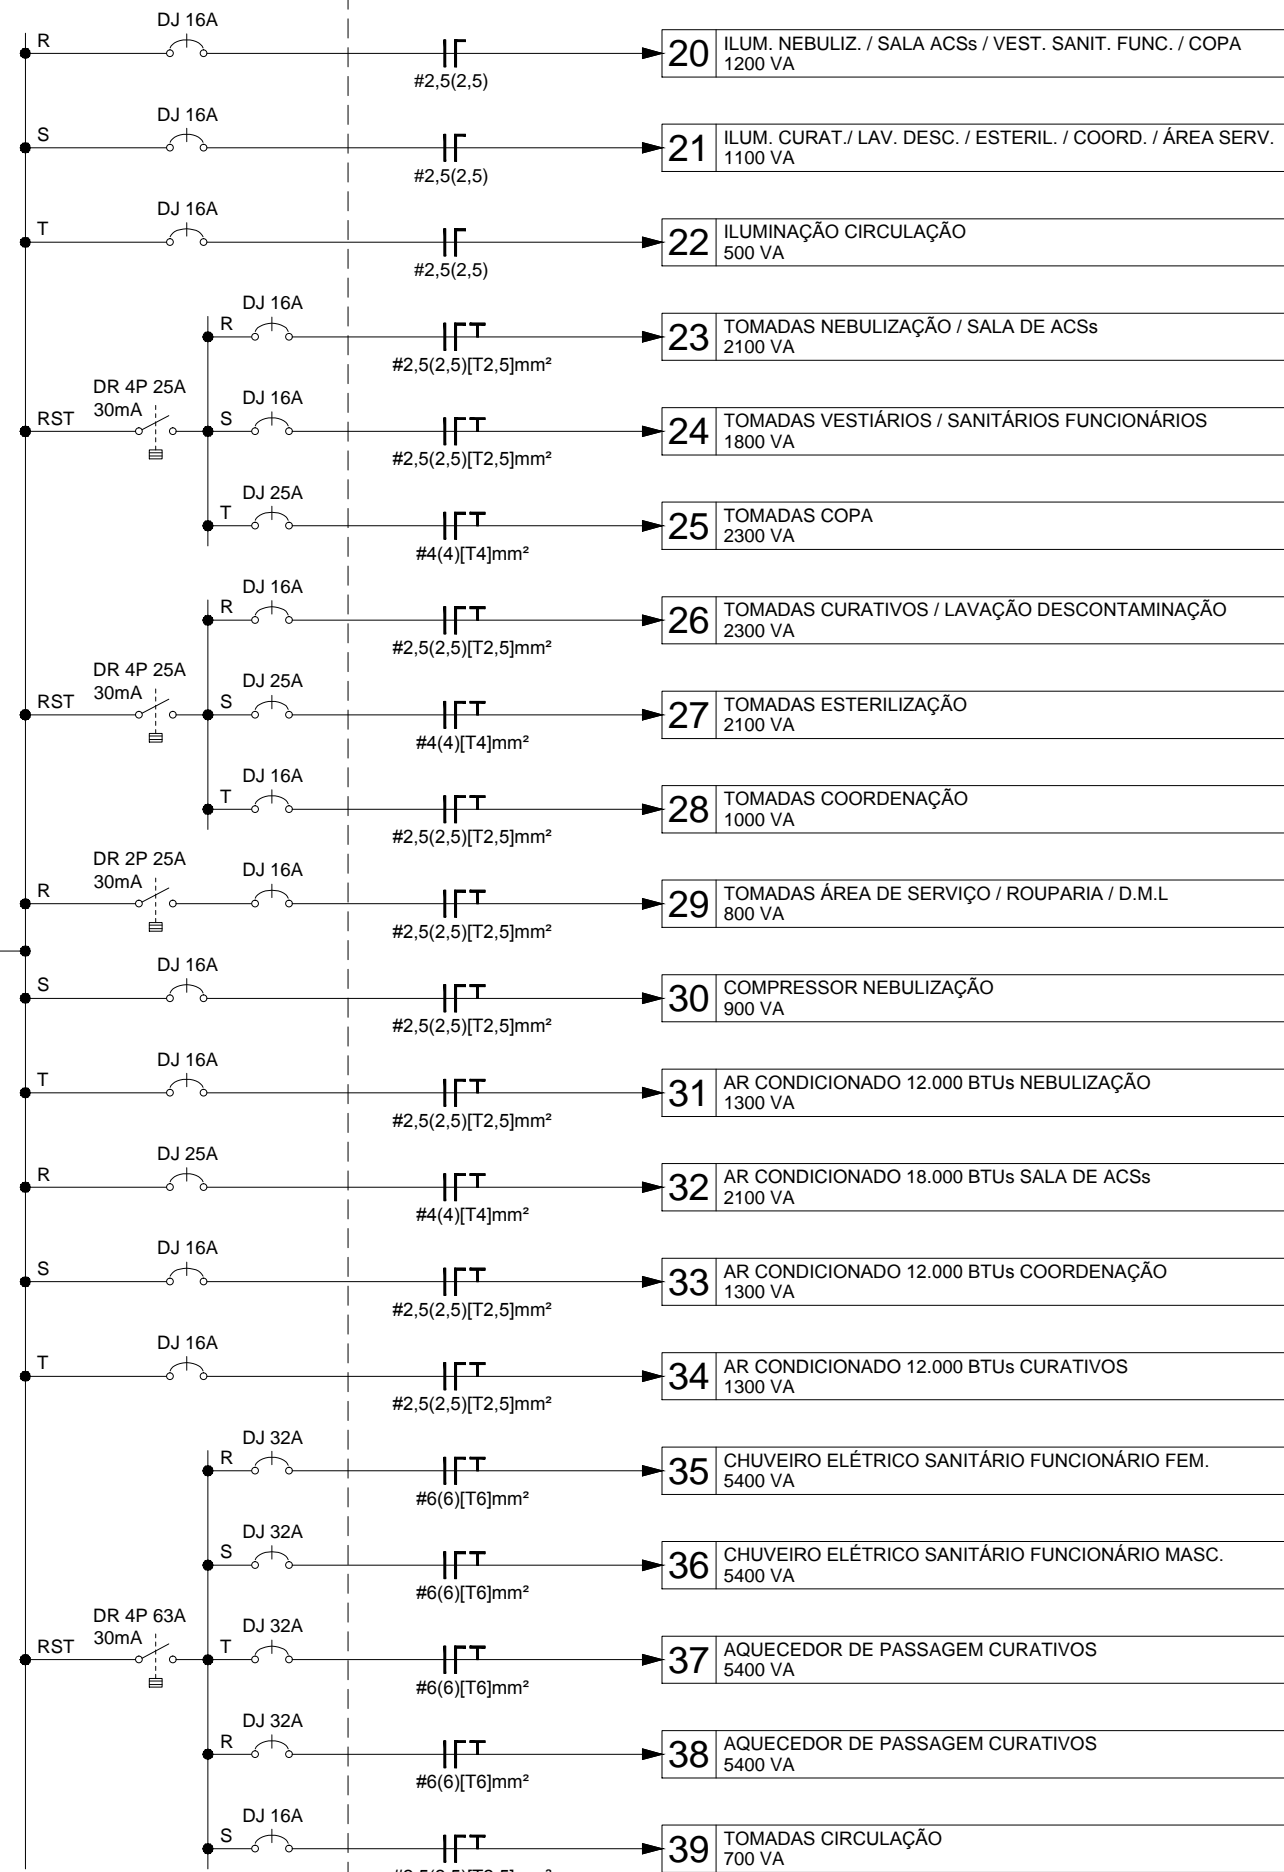 DJ 16A
R
#2,5(2,5)
20 ILUM. NEBULIZ. / SALA ACSs / VEST. SANIT. FUNC. / COPA
1200 VA
DJ 16A
S
#2,5(2,5)
21 ILUM. CURAT./ LAV. DESC. / ESTERIL. / COORD. / ÁREA SERV.
1100 VA
DJ 16A
T
#2,5(2,5)
22 ILUMINAÇÃO CIRCULAÇÃO
500 VA
DJ 16A
R
#2,5(2,5)[T2,5]mm²
23 TOMADAS NEBULIZAÇÃO / SALA DE ACSs
2100 VA
DR 4P 25A
30mA
RST
DJ 16A
S
#2,5(2,5)[T2,5]mm²
24 TOMADAS VESTIÁRIOS / SANITÁRIOS FUNCIONÁRIOS
1800 VA
DJ 25A
T
#4(4)[T4]mm²
25 TOMADAS COPA
2300 VA
DJ 16A
R
#2,5(2,5)[T2,5]mm²
26 TOMADAS CURATIVOS / LAVAÇÃO DESCONTAMINAÇÃO
2300 VA
DR 4P 25A
30mA
RST
DJ 25A
S
#4(4)[T4]mm²
27 TOMADAS ESTERILIZAÇÃO
2100 VA
DJ 16A
T
#2,5(2,5)[T2,5]mm²
28 TOMADAS COORDENAÇÃO
1000 VA
DR 2P 25A
30mA
R
DJ 16A
#2,5(2,5)[T2,5]mm²
29 TOMADAS ÁREA DE SERVIÇO / ROUPARIA / D.M.L
800 VA
DJ 16A
S
#2,5(2,5)[T2,5]mm²
30 COMPRESSOR NEBULIZAÇÃO
900 VA
DJ 16A
T
#2,5(2,5)[T2,5]mm²
31 AR CONDICIONADO 12.000 BTUs NEBULIZAÇÃO
1300 VA
DJ 25A
R
#4(4)[T4]mm²
32 AR CONDICIONADO 18.000 BTUs SALA DE ACSs
2100 VA
DJ 16A
S
#2,5(2,5)[T2,5]mm²
33 AR CONDICIONADO 12.000 BTUs COORDENAÇÃO
1300 VA
DJ 16A
T
#2,5(2,5)[T2,5]mm²
34 AR CONDICIONADO 12.000 BTUs CURATIVOS
1300 VA
DJ 32A
R
#6(6)[T6]mm²
35 CHUVEIRO ELÉTRICO SANITÁRIO FUNCIONÁRIO FEM.
5400 VA
DJ 32A
S
#6(6)[T6]mm²
36 CHUVEIRO ELÉTRICO SANITÁRIO FUNCIONÁRIO MASC.
5400 VA
DR 4P 63A
30mA
RST
DJ 32A
T
#6(6)[T6]mm²
37 AQUECEDOR DE PASSAGEM CURATIVOS
5400 VA
DJ 32A
R
#6(6)[T6]mm²
38 AQUECEDOR DE PASSAGEM CURATIVOS
5400 VA
DJ 16A
S
39 TOMADAS CIRCULAÇÃO
700 VA